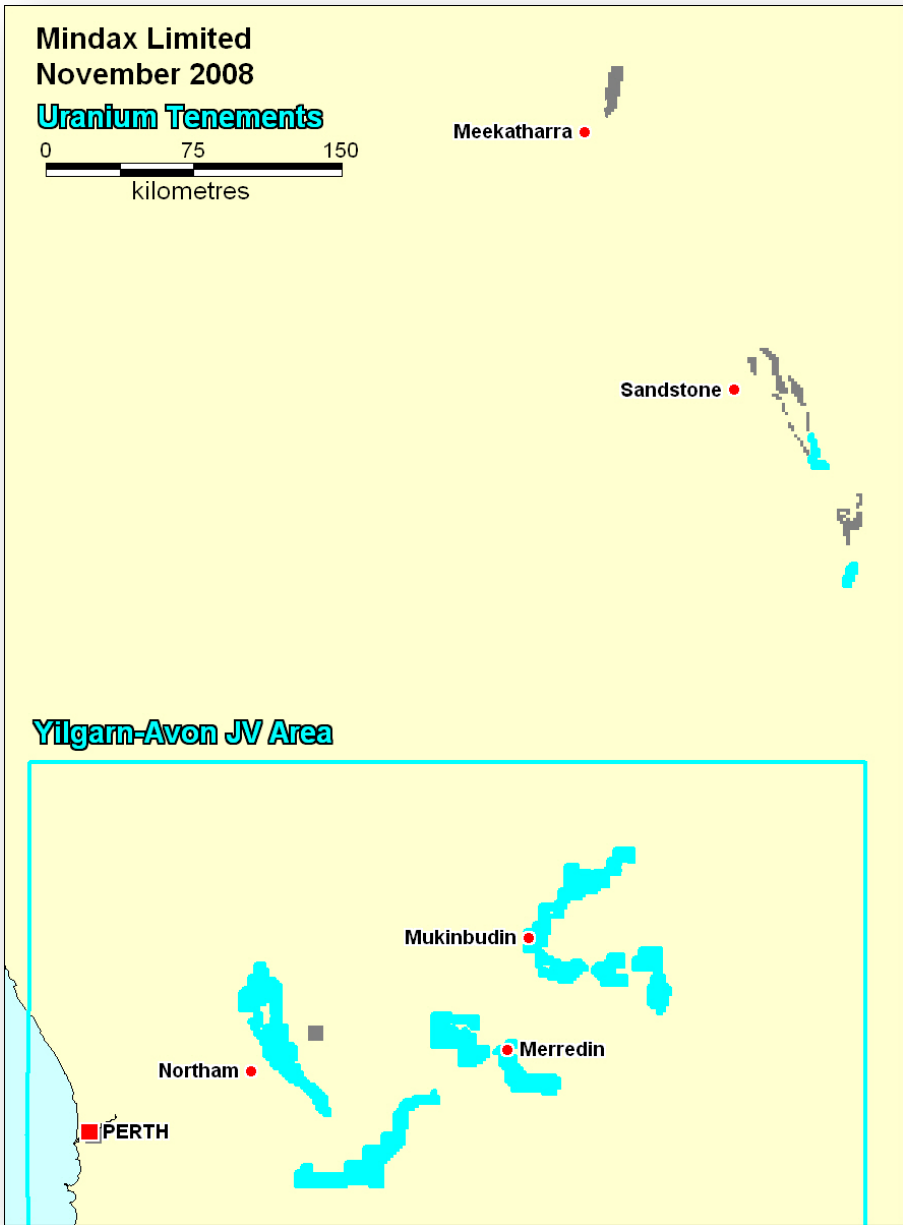 Mindax Limited
November 2008
Uranium Tenements
0 75 150
kilometres
Meekatharra
Sandstone
Yilgarn-Avon JV Area
Mukinbudin
Merredin
Northam
PERTH